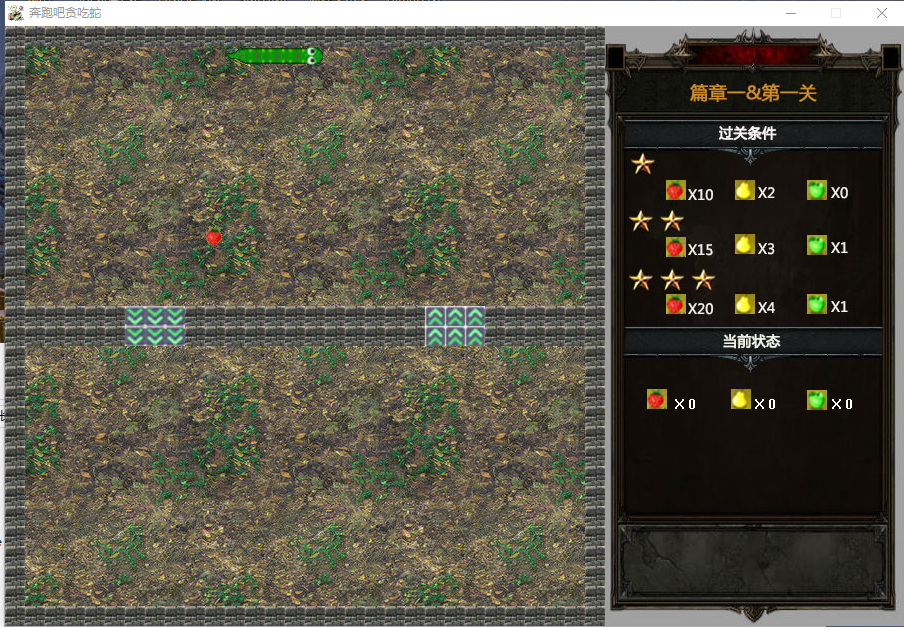 奔跑吧贪吃蛇
篇章一&第一关
过关条件
X10 X2 X0
X15 X3 X1
X20 X4 X1
当前状态
X 0 X 0 X 0